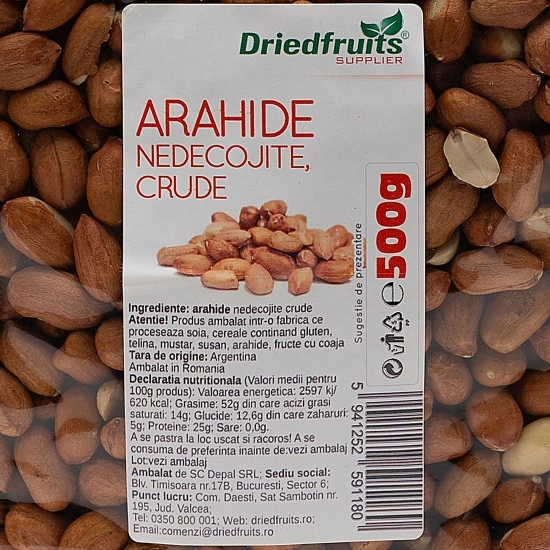 Driedfruits®
SUPPLIER
ARAHIDE
NEDECOJITE,
CRUDE
500g
Sugestie de prezentare
Ingrediente: arahide nedecojite crude
Atentie! Produs ambalat intr-o fabrica ce
proceseaza soia, cereale continand gluten,
telina, mustar, susan, arahide, fructe cu coaja
Tara de origine: Argentina
Ambalat in Romania
Declaratia nutritionala (Valori medii pentru
100g produs): Valoarea energetica: 2597 kj/
620 kcal; Grasime: 52g din care acizi grasi
saturati: 14g; Glucide: 12,6g din care zaharuri:
5g; Proteine: 25g; Sare: 0,0g.
A se pastra la loc uscat si racoros! A se
consuma de preferinta inainte de:vezi ambalaj
Lot:vezi ambalaj
Ambalat de SC Depal SRL; Sediu social:
Blv. Timisoara nr.17B, Bucuresti, Sector 6;
Punct lucru: Com. Daesti, Sat Sambotin nr.
195, Jud. Valcea;
Tel: 0350 800 001; Web: driedfruits.ro;
Email:comenzi@driedfruits.ro
5 941252 591180